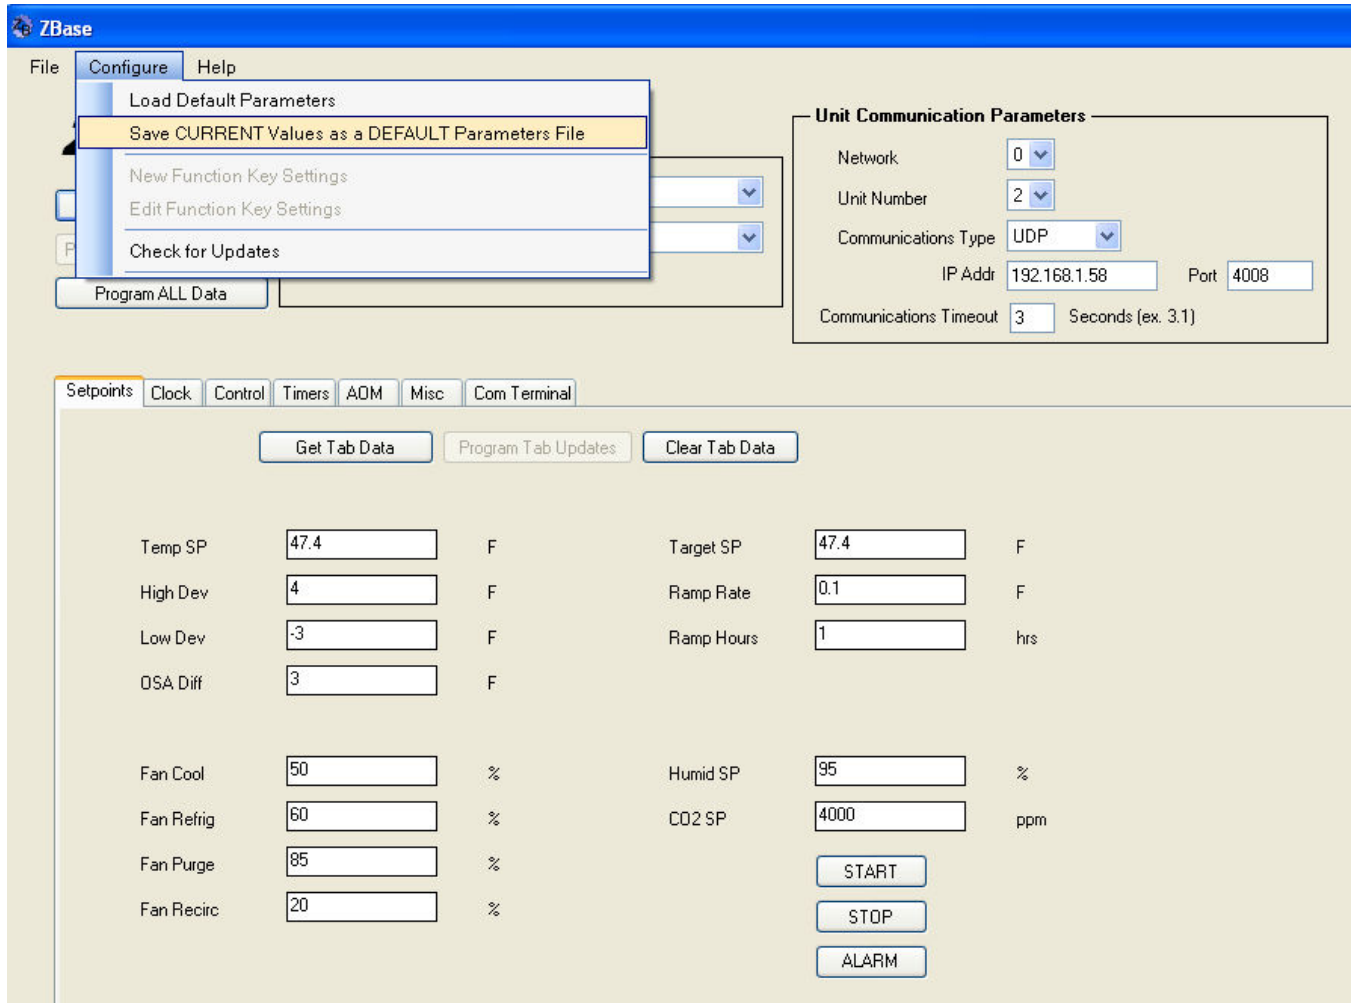 ZBase
File Configure Help
Load Default Parameters
Save CURRENT Values as a DEFAULT Parameters File
New Function Key Settings
Edit Function Key Settings
Check for Updates
Program ALL Data
Unit Communication Parameters
Network 0
Unit Number 2
Communications Type UDP
IP Addr 192.168.1.58 Port 4008
Communications Timeout 3 Seconds (ex. 3.1)
Setpoints Clock Control Timers AOM Misc Com Terminal
Get Tab Data Program Tab Updates Clear Tab Data
Temp SP 47.4 F Target SP 47.4 F
High Dev 4 F Ramp Rate 0.1 F
Low Dev -3 F Ramp Hours 1 hrs
OSA Diff 3 F
Fan Cool 50 % Humid SP 95 %
Fan Refrig 60 % CO2 SP 4000 ppm
Fan Purge 85 %
START
Fan Recirc 20 %
STOP
ALARM